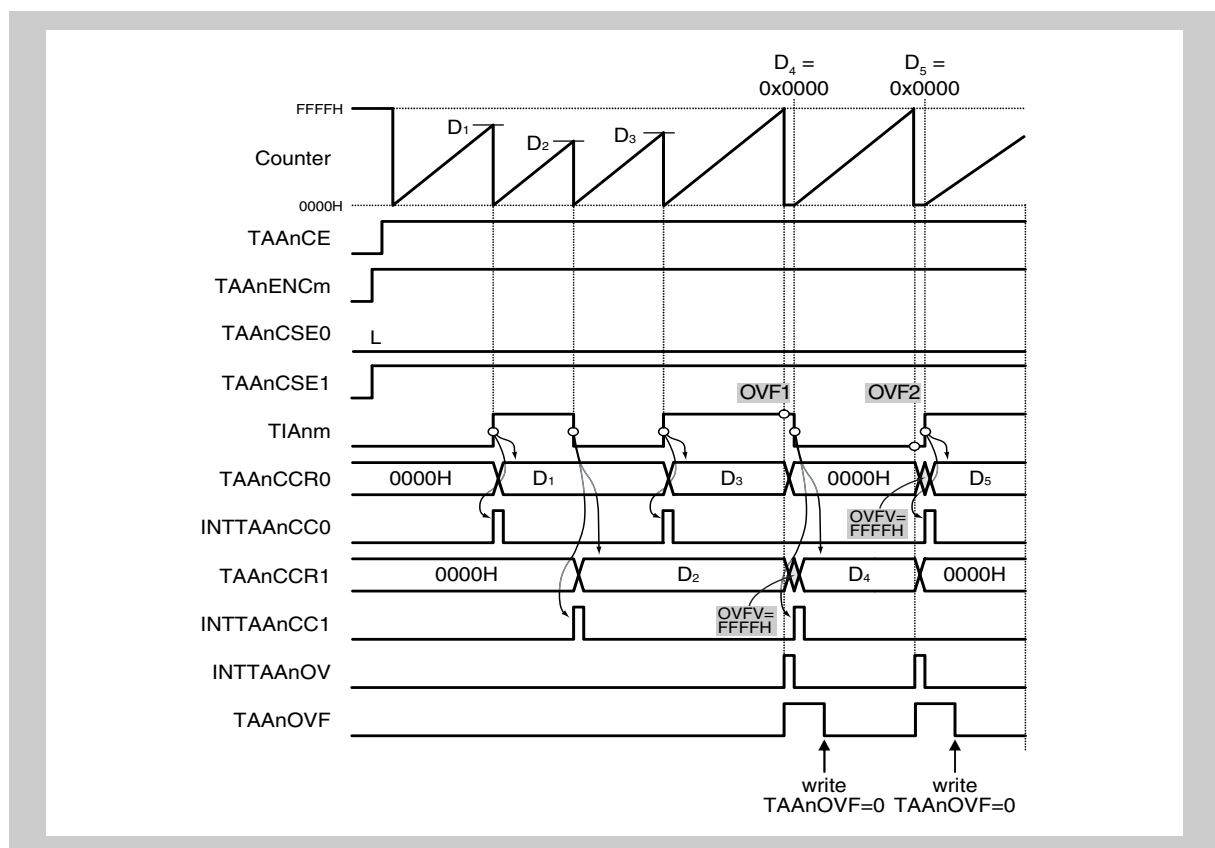 D4 = D5 =
0x0000 0x0000
FFFFH
D1
D2
D3
Counter
0000H
TAAnCE
TAAnENCm
TAAnCSE0 L
TAAnCSE1
OVF1 OVF2
TIAnm
TAAnCCR0 0000H D1 D3 0000H D5
OVFV=
FFFFH
INTTAAnCC0
TAAnCCR1 0000H D2 D4 0000H
OVFV=
FFFFH
INTTAAnCC1
INTTAAnOV
TAAnOVF
write write
TAAnOVF=0 TAAnOVF=0